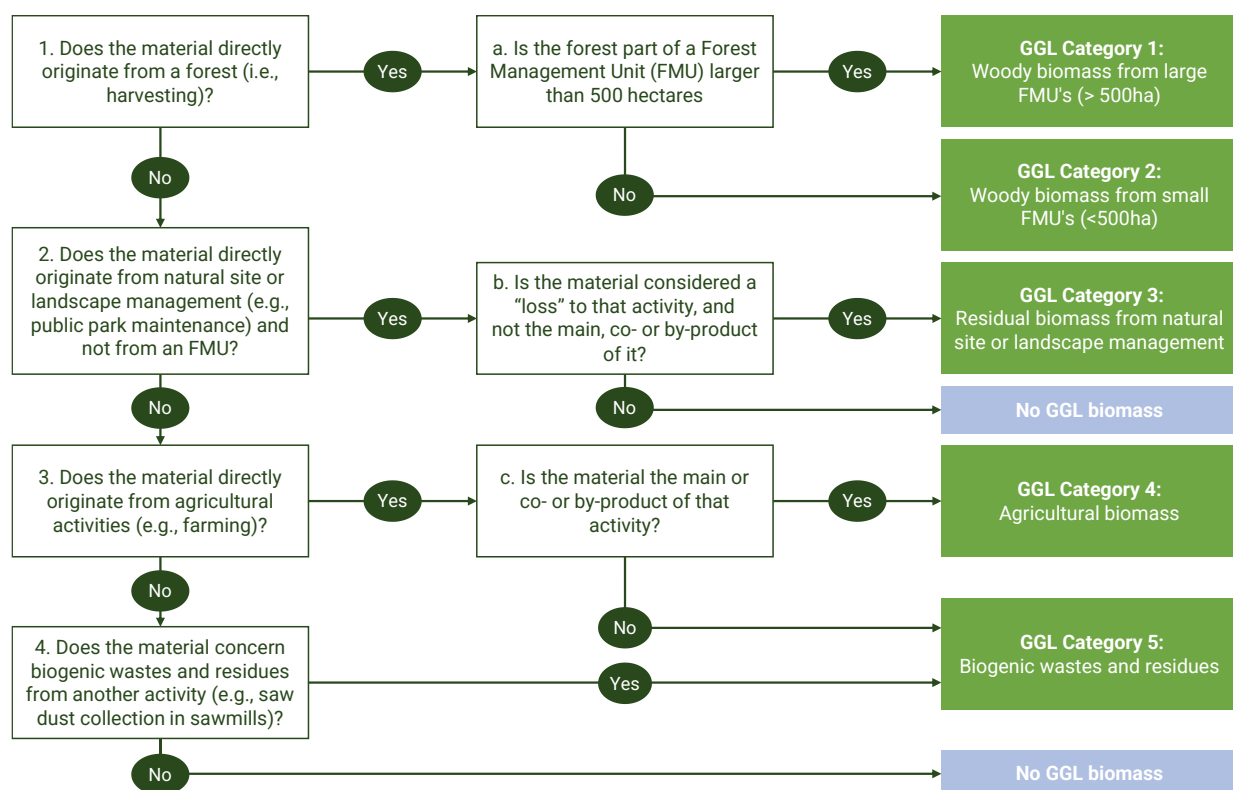 1. Does the material directly
originate from a forest (i.e.,
harvesting)?
Yes
a. Is the forest part of a Forest
Management Unit (FMU) larger
than 500 hectares
Yes
GGL Category 1:
Woody biomass from large
FMU's (> 500ha)
No
No
GGL Category 2:
Woody biomass from small
FMU's (<500ha)
2. Does the material directly
originate from natural site or
landscape management (e.g.,
public park maintenance) and
not from an FMU?
Yes
b. Is the material considered a
“loss” to that activity, and
not the main, co- or by-product
of it?
Yes
GGL Category 3:
Residual biomass from natural
site or landscape management
No
No
No GGL biomass
3. Does the material directly
originate from agricultural
activities (e.g., farming)?
Yes
c. Is the material the main or
co- or by-product of that
activity?
Yes
GGL Category 4:
Agricultural biomass
No
No
GGL Category 5:
Biogenic wastes and residues
4. Does the material concern
biogenic wastes and residues
from another activity (e.g., saw
dust collection in sawmills)?
Yes
No
No GGL biomass